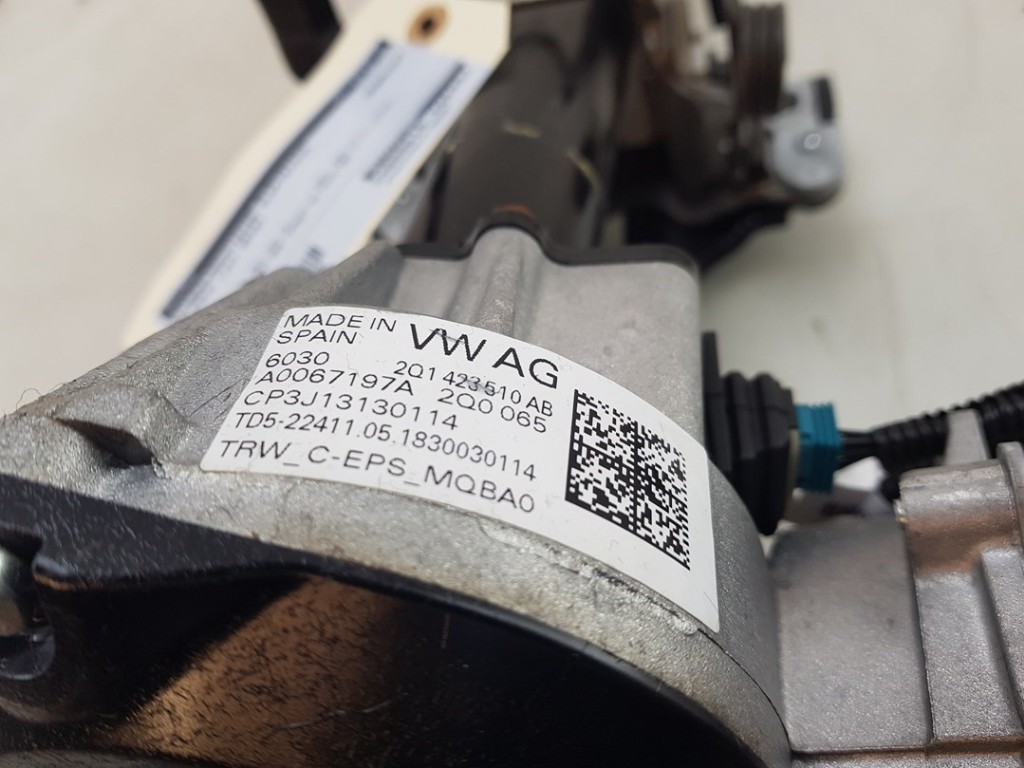 MADE IN
SPAIN
VW AG
6030 2Q1 423 510 AB
A0067197A 2Q0 065
CP3J13130114
TD5-22411.05.1830030114
TRW_C-EPS_MQBA0